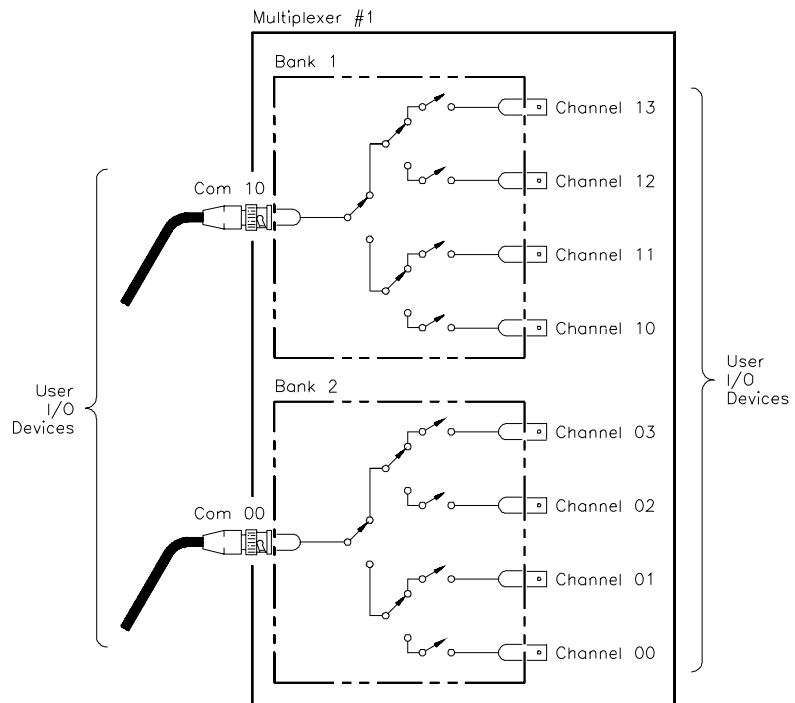 Multiplexer #1
Bank 1
Channel 13
Com 10
Channel 12
Channel 11
Channel 10
User
I/O
Devices
User
I/O
Devices
Bank 2
Channel 03
Com 00
Channel 02
Channel 01
Channel 00